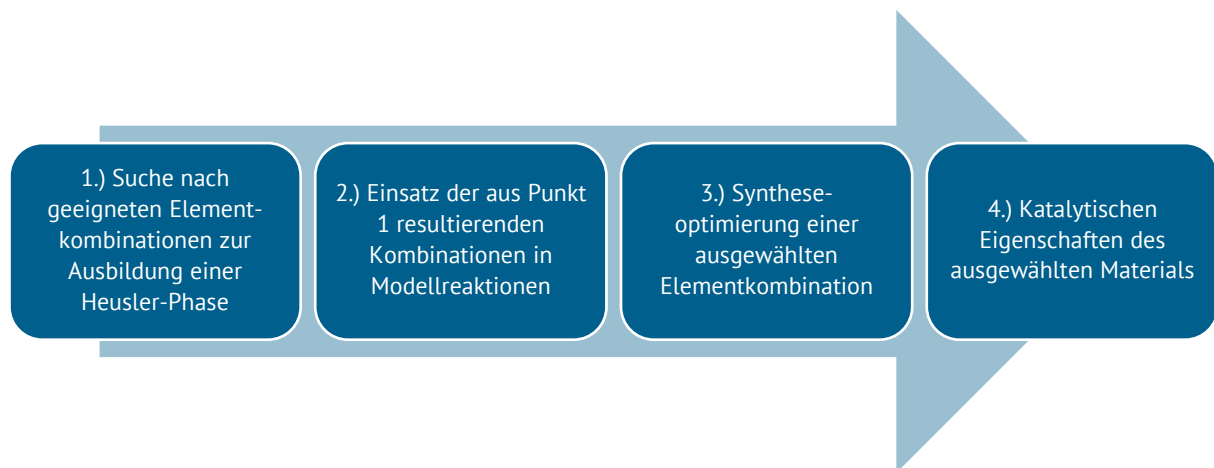 1.) Suche nach
geeigneten Element-
kombinationen zur
Ausbildung einer
Heusler-Phase
2.) Einsatz der aus Punkt
1 resultierenden
Kombinationen in
Modellreaktionen
3.) Synthese-
optimierung einer
ausgewählten
Elementkombination
4.) Katalytischen
Eigenschaften des
ausgewählten Materials